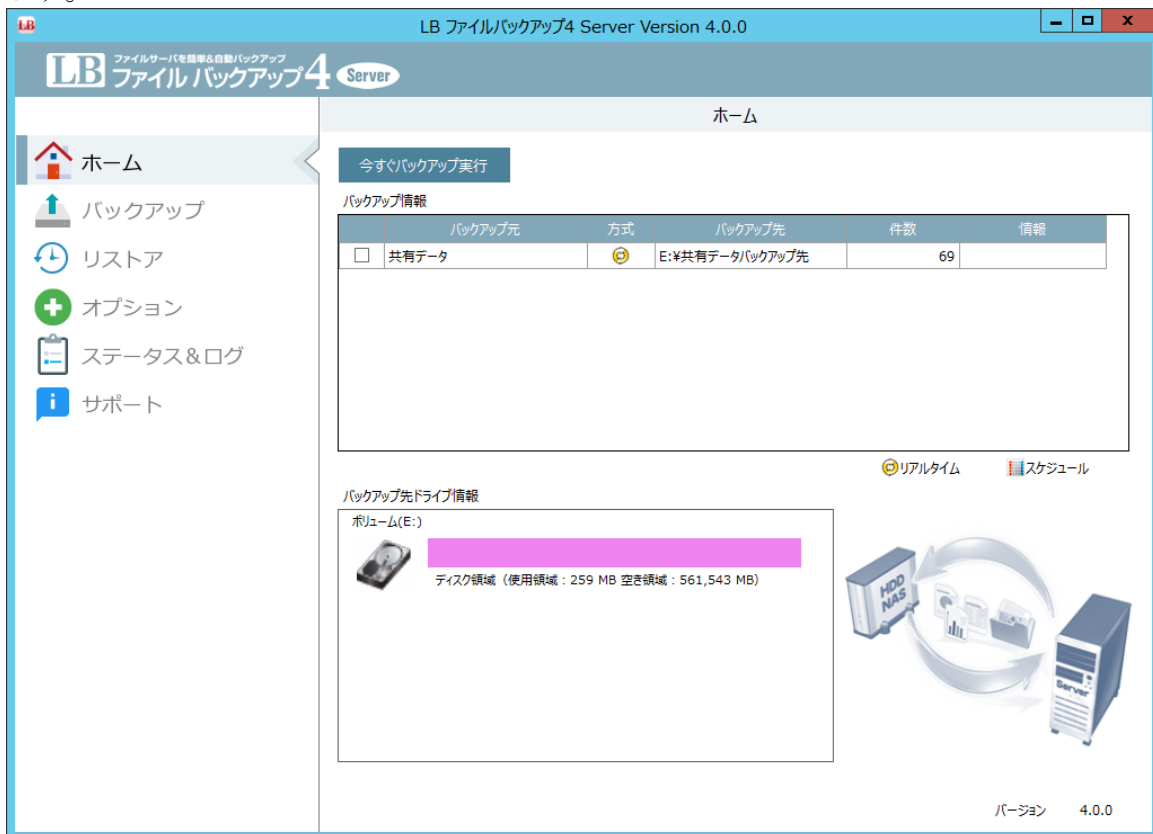 LB
LB ファイルバックアップ4 Server Version 4.0.0
LB
ファイルサーバを簡単&自動バックアップ
ファイル バックアップ4 Server
ホーム
ホーム
バックアップ
リストア
オプション
ステータス&ログ
サポート
今すぐバックアップ実行
バックアップ情報
バックアップ元 方式 バックアップ先 件数 情報
共有データ E:¥共有データバックアップ先 69
リアルタイム スケジュール
バックアップ先ドライブ情報
ボリューム(E:)
ディスク領域（使用領域：259 MB 空き領域：561,543 MB）
HDD
NAS
Server
バージョン 4.0.0